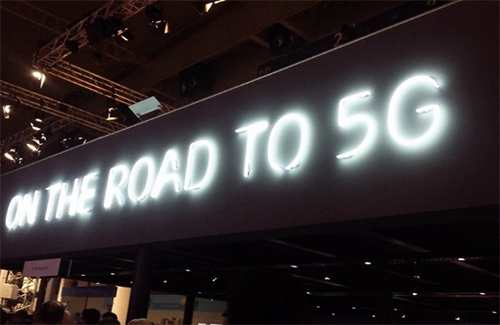 ON THE ROAD TO 5G